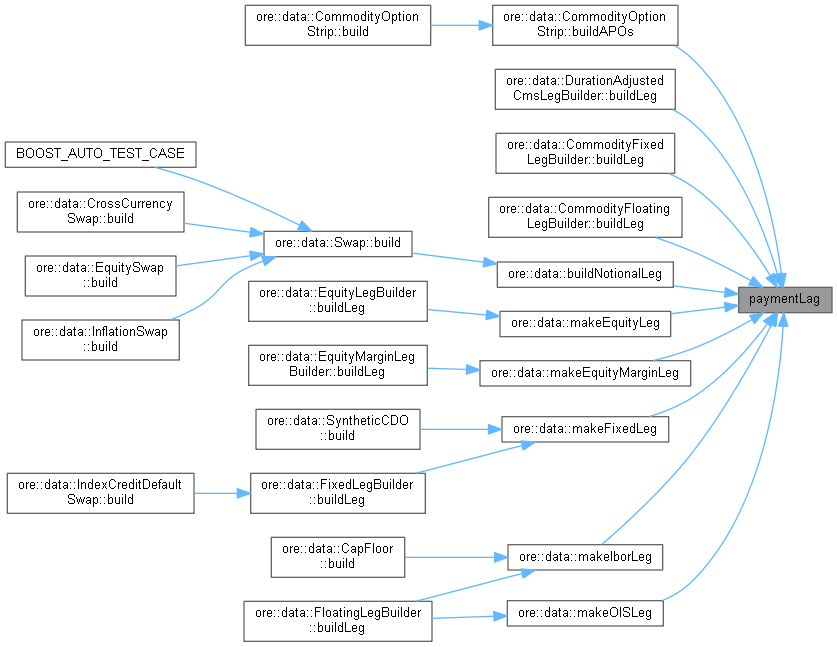 ore::data::CommodityOption
Strip::build
ore::data::CommodityOption
Strip::buildAPOs
ore::data::DurationAdjusted
CmsLegBuilder::buildLeg
ore::data::CommodityFixed
LegBuilder::buildLeg
BOOST_AUTO_TEST_CASE
ore::data::CrossCurrency
Swap::build
ore::data::CommodityFloating
LegBuilder::buildLeg
ore::data::Swap::build
ore::data::EquitySwap
::build
ore::data::buildNotionalLeg
ore::data::EquityLegBuilder
::buildLeg
paymentLag
ore::data::InflationSwap
::build
ore::data::makeEquityLeg
ore::data::EquityMarginLeg
Builder::buildLeg
ore::data::makeEquityMarginLeg
ore::data::SyntheticCDO
::build
ore::data::makeFixedLeg
ore::data::IndexCreditDefault
Swap::build
ore::data::FixedLegBuilder
::buildLeg
ore::data::CapFloor
::build
ore::data::makeIborLeg
ore::data::FloatingLegBuilder
::buildLeg
ore::data::makeOISLeg